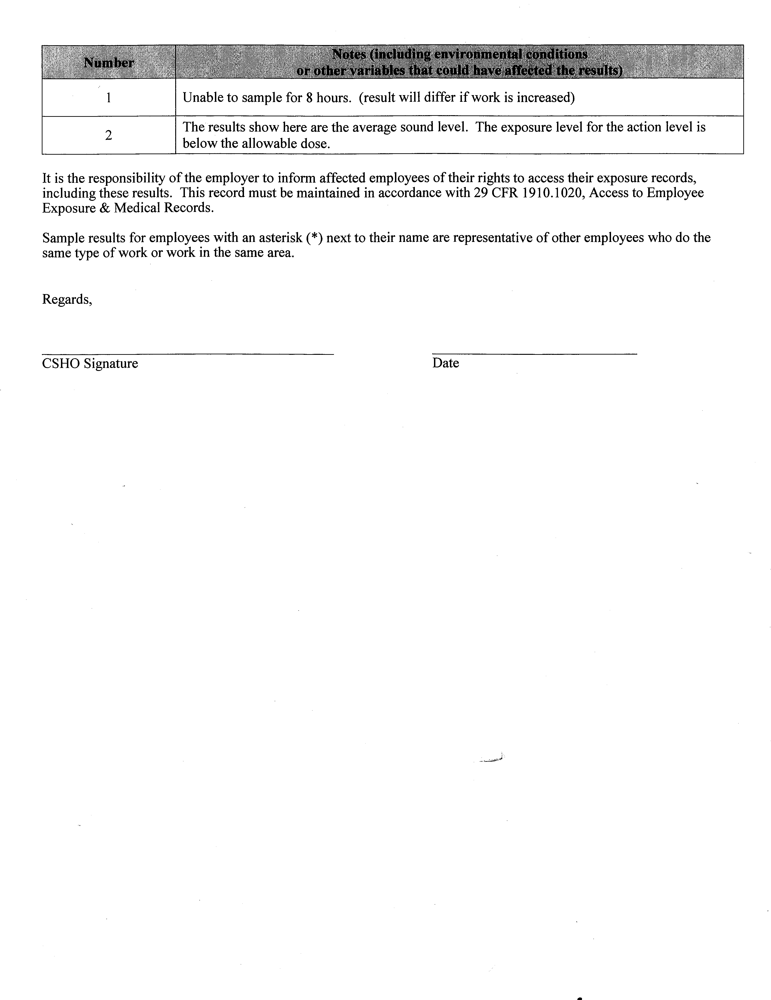 Number
Notes (including environmental conditions
or other variables that could have affected the results)
1
Unable to sample for 8 hours.  (result will differ if work is increased)
2
The results show here are the average sound level.  The exposure level for the action level is
below the allowable dose.
It is the responsibility of the employer to inform affected employees of their rights to access their exposure records,
including these results.  This record must be maintained in accordance with 29 CFR 1910.1020, Access to Employee
Exposure & Medical Records.
Sample results for employees with an asterisk (*) next to their name are representative of other employees who do the
same type of work or work in the same area.
Regards,
CSHO Signature
Date